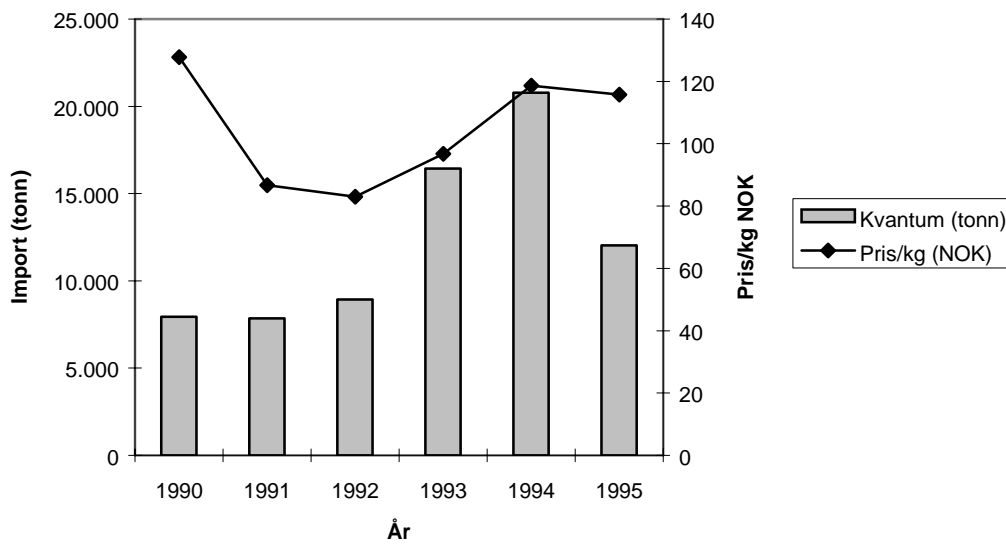 25.000
20.000
15.000
10.000
5.000
0
Import (tonn)
140
120
100
80
60
40
20
0
Pris/kg NOK
1990 1991 1992 1993 1994 1995
År
Kvantum (tonn)
Pris/kg (NOK)